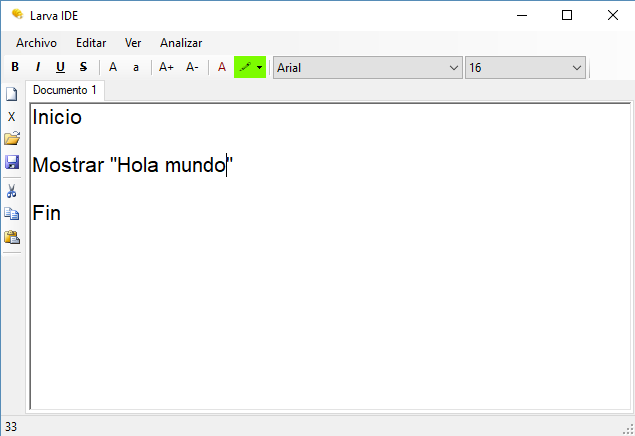 Larva IDE
Archivo Editar Ver Analizar
B I U S A a A+ A- A Arial 16
Documento 1
X
Inicio
Mostrar "Hola mundo"
Fin
33